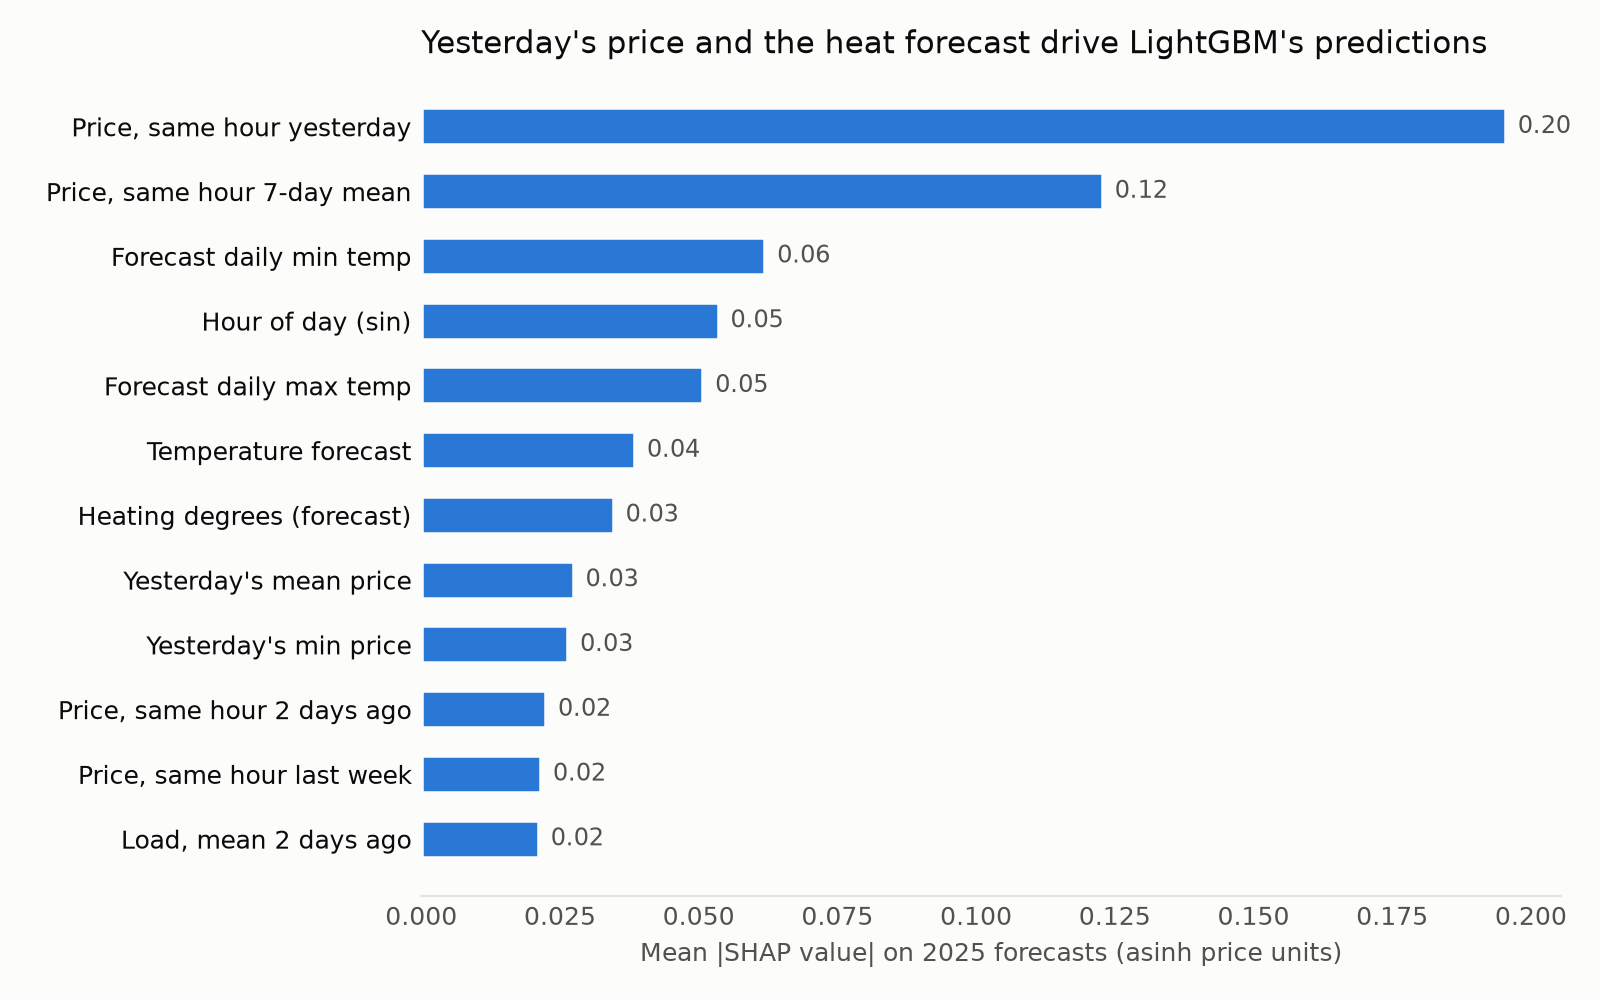 Yesterday's price and the heat forecast drive LightGBM's predictions
Price, same hour yesterday 0.20
Price, same hour 7-day mean 0.12
Forecast daily min temp 0.06
Hour of day (sin) 0.05
Forecast daily max temp 0.05
Temperature forecast 0.04
Heating degrees (forecast) 0.03
Yesterday's mean price 0.03
Yesterday's min price 0.03
Price, same hour 2 days ago 0.02
Price, same hour last week 0.02
Load, mean 2 days ago 0.02
0.000 0.025 0.050 0.075 0.100 0.125 0.150 0.175 0.200
Mean |SHAP value| on 2025 forecasts (asinh price units)